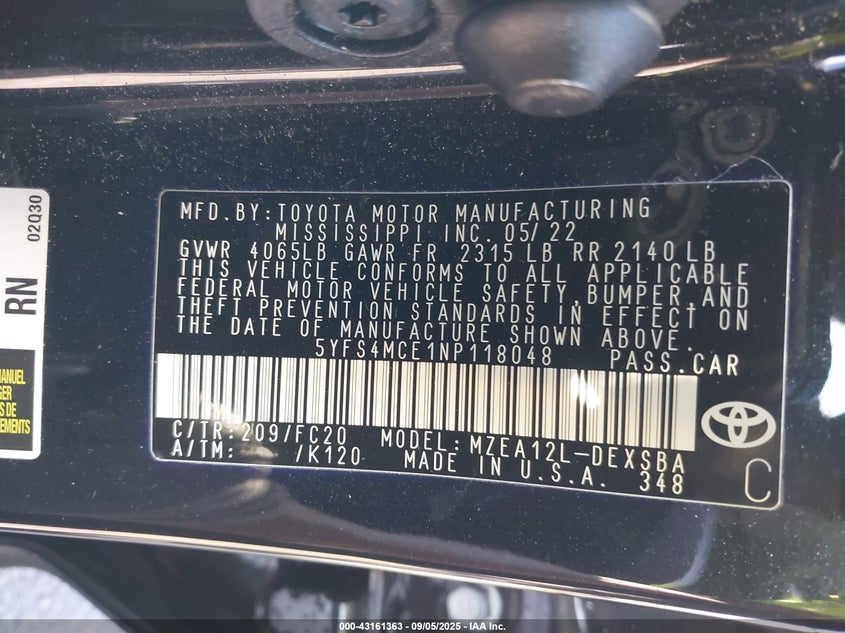 MFD.BY:TOYOTA MOTOR MANUFACTURING
MISSISSIPPI INC. 05/22
GVWR 4065LB GAWR FR 2315 LB RR 2140 LB
THIS VEHICLE CONFORMS TO ALL APPLICABLE
FEDERAL MOTOR VEHICLE SAFETY,BUMPER,AND
THEFT PREVENTION STANDARDS IN EFFECT ON
THE DATE OF MANUFACTURE SHOWN ABOVE.
5YFS4MCE1NP118048 PASS.CAR
C/TR:209/FC20 MODEL:MZEA12L-DEXSBA
A/TM: /K120 MADE IN U.S.A. 348
C
02Q30
RN
MANUEL
DE
000-43161363 - 09/05/2025 - IAA Inc.